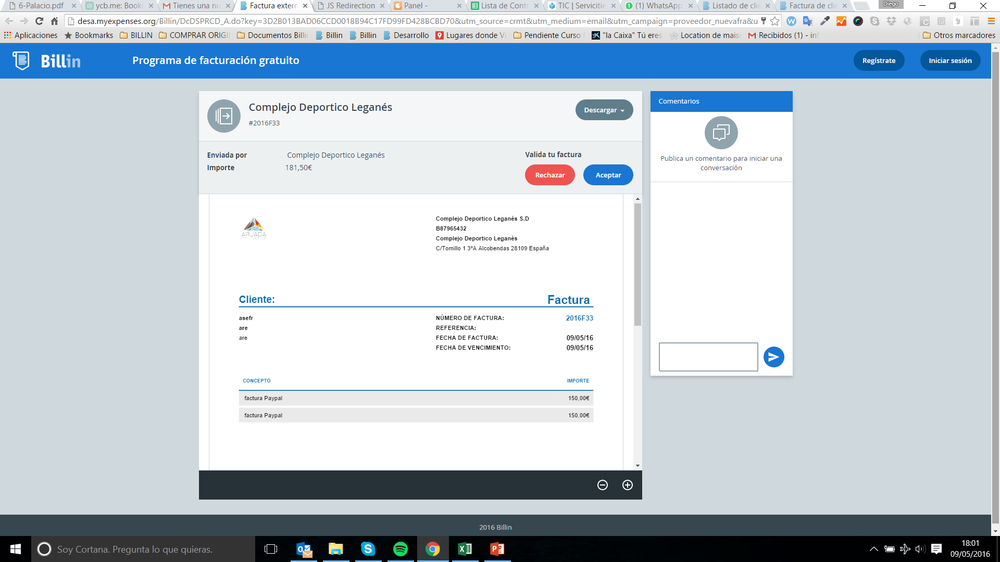 6-Palacio.pdf
ycb.me: Booki
Tienes una nu
Factura extern
JS Redirection
Panel -
Lista de Contr
TIC | Servicitie
(1) WhatsApp
Listado de clie
Factura de clie
Diego
desa.myexpenses.org/Billin/DcDSPRCD_A.do?key=3D2B013BAD06CCD0018B94C17FD99FD428BCBD70&utm_source=crmt&utm_medium=email&utm_campaign=proveedor_nuevafra&u
Aplicaciones
Bookmarks
BILLIN
COMPRAR ORIGI
Documentos Billi
Billin
Billin
Desarrollo
Lugares donde Vi
Pendiente Curso
"la Caixa" Tú eres
Location de mais
Recibidos (1) - inf
Otros marcadores
Billin
Programa de facturación gratuito
Regístrate
Iniciar sesión
Complejo Deportico Leganés
#2016F33
Descargar
Enviada por Complejo Deportico Leganés
Importe 181,50€
Valida tu factura
Rechazar
Aceptar
Comentarios
Publica un comentario para iniciar una
conversación
ARJADA
Complejo Deportico Leganés S.D
B87965432
Complejo Deportico Leganés
C/Tomillo 1 3ºA Alcobendas 28109 España
Cliente:
Factura
asefr
are
are
NÚMERO DE FACTURA: 2016F33
REFERENCIA:
FECHA DE FACTURA: 09/05/16
FECHA DE VENCIMIENTO: 09/05/16
CONCEPTO IMPORTE
factura Paypal 150,00€
factura Paypal 150,00€
2016 Billin
Soy Cortana. Pregunta lo que quieras.
18:01
09/05/2016